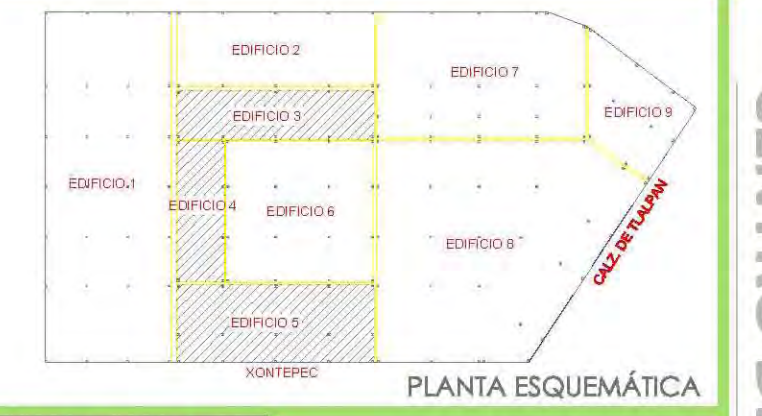 EDIFICIO 2
EDIFICIO 7
EDIFICIO 3
EDIFICIO 9
EDIFICIO 1
EDIFICIO 4
EDIFICIO 6
EDIFICIO 8
CALZ. DE TLALPAN
EDIFICIO 5
XONTEPEC
PLANTA ESQUEMÁTICA